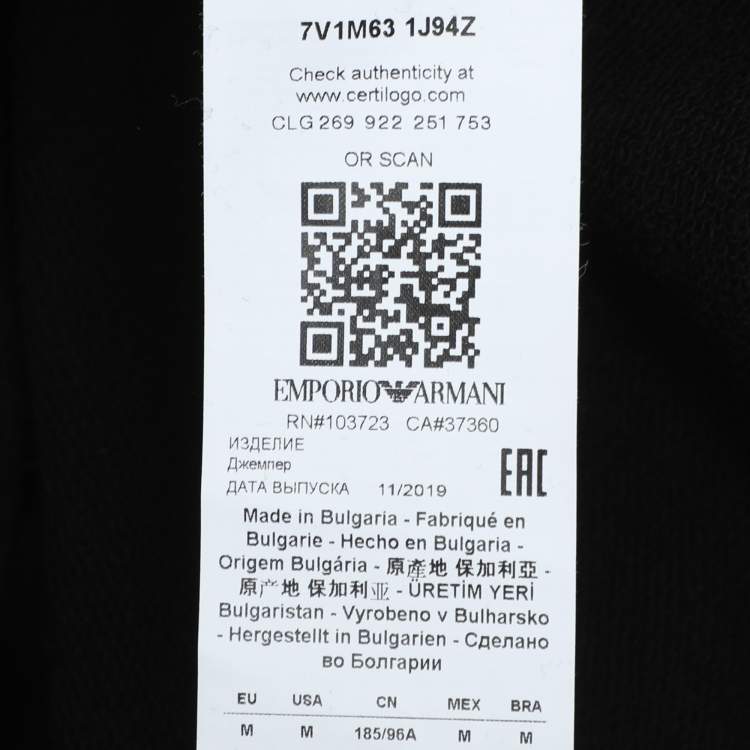 7V1M63 1J94Z
Check authenticity at
www.certilogo.com
CLG 269 922 251 753
OR SCAN
EMPORIO ARMANI
RN#103723 CA#37360
ИЗДЕЛИЕ
Джемпер
ДАТА ВЫПУСКА 11/2019
EAC
Made in Bulgaria - Fabriqué en
Bulgarie - Hecho en Bulgaria -
Origem Bulgária - 原產地 保加利亞 -
原产地 保加利亚 - ÜRETİM YERİ
Bulgaristan - Vyrobeno v Bulharsko
- Hergestellt in Bulgarien - Сделано
во Болгарии
EU USA CN MEX BRA
M M 185/96A M M